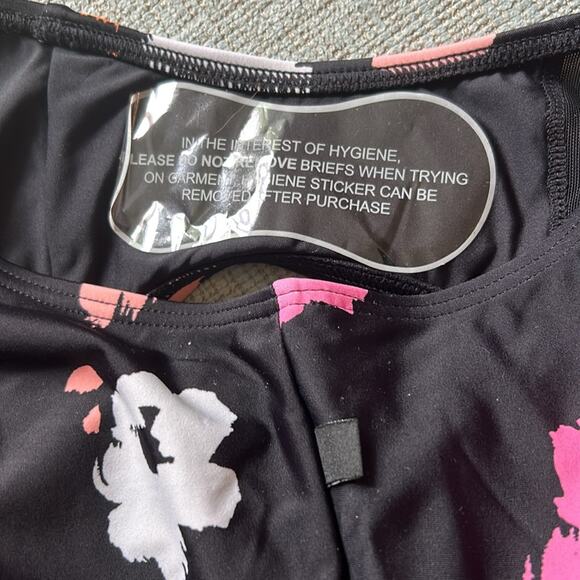 IN THE INTEREST OF HYGIENE,
LEASE DO NOT REMOVE BRIEFS WHEN TRYING
ON GARMENT. HYGIENE STICKER CAN BE
REMOVED AFTER PURCHASE